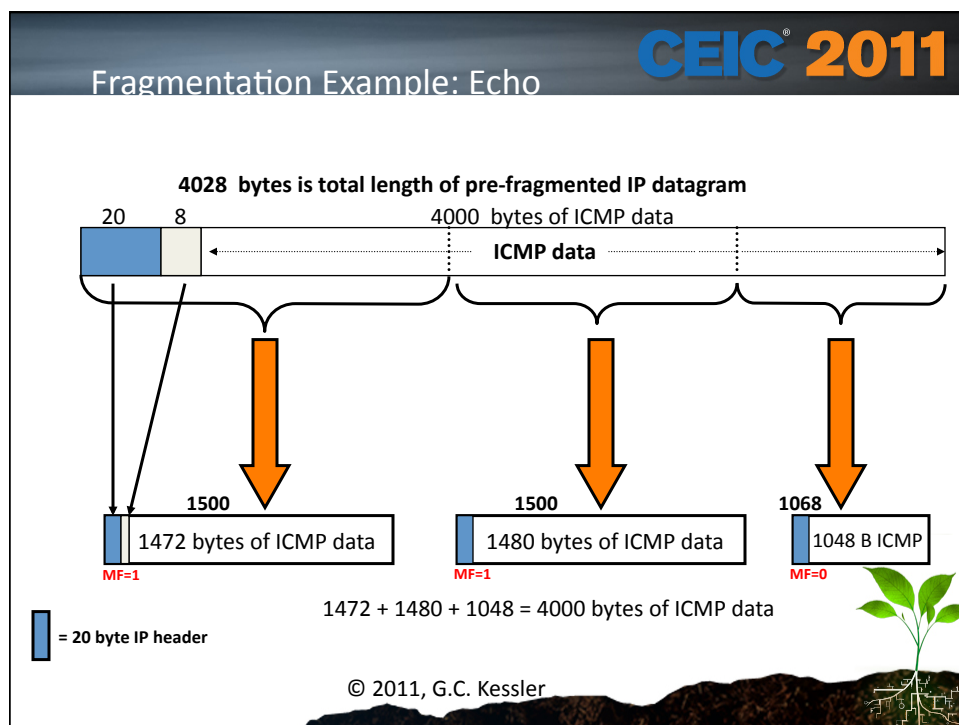 CEIC® 2011
Fragmentation Example: Echo
4028 bytes is total length of pre-fragmented IP datagram
20 8 4000 bytes of ICMP data
ICMP data
1500 1500 1068
1472 bytes of ICMP data 1480 bytes of ICMP data 1048 B ICMP
MF=1 MF=1 MF=0
1472 + 1480 + 1048 = 4000 bytes of ICMP data
= 20 byte IP header
© 2011, G.C. Kessler